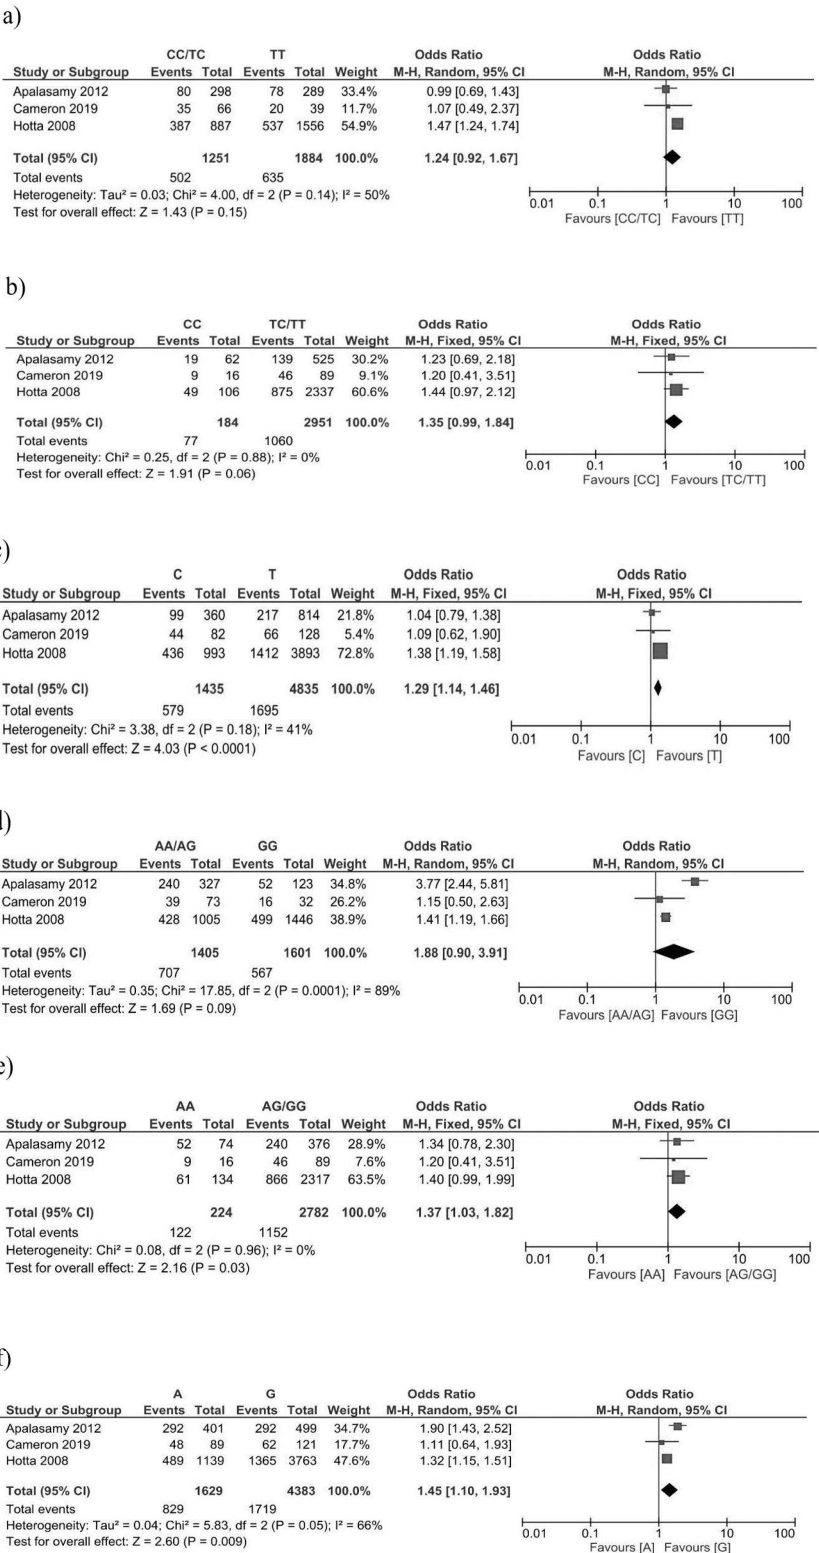 a)
CC/TC TT Odds Ratio Odds Ratio
Study or Subgroup Events Total Events Total Weight M-H, Random, 95% CI M-H, Random, 95% CI
Apalasamy 2012 80 298 78 289 33.4% 0.99 [0.69, 1.43]
Cameron 2019 35 66 20 39 11.7% 1.07 [0.49, 2.37]
Hotta 2008 387 887 537 1556 54.9% 1.47 [1.24, 1.74]
Total (95% CI) 1251 1884 100.0% 1.24 [0.92, 1.67]
Total events 502 635
Heterogeneity: Tau² = 0.03; Chi² = 4.00, df = 2 (P = 0.14); I² = 50%
Test for overall effect: Z = 1.43 (P = 0.15)
0.01 0.1 1 10 100
Favours [CC/TC] Favours [TT]
b)
CC TC/TT Odds Ratio Odds Ratio
Study or Subgroup Events Total Events Total Weight M-H, Fixed, 95% CI M-H, Fixed, 95% CI
Apalasamy 2012 19 62 139 525 30.2% 1.23 [0.69, 2.18]
Cameron 2019 9 16 46 89 9.1% 1.20 [0.41, 3.51]
Hotta 2008 49 106 875 2337 60.6% 1.44 [0.97, 2.12]
Total (95% CI) 184 2951 100.0% 1.35 [0.99, 1.84]
Total events 77 1060
Heterogeneity: Chi² = 0.25, df = 2 (P = 0.88); I² = 0%
Test for overall effect: Z = 1.91 (P = 0.06)
0.01 0.1 1 10 100
Favours [CC] Favours [TC/TT]
c)
C T Odds Ratio Odds Ratio
Study or Subgroup Events Total Events Total Weight M-H, Fixed, 95% CI M-H, Fixed, 95% CI
Apalasamy 2012 99 360 217 814 21.8% 1.04 [0.79, 1.38]
Cameron 2019 44 82 66 128 5.4% 1.09 [0.62, 1.90]
Hotta 2008 436 993 1412 3893 72.8% 1.38 [1.19, 1.58]
Total (95% CI) 1435 4835 100.0% 1.29 [1.14, 1.46]
Total events 579 1695
Heterogeneity: Chi² = 3.38, df = 2 (P = 0.18); I² = 41%
Test for overall effect: Z = 4.03 (P < 0.0001)
0.01 0.1 1 10 100
Favours [C] Favours [T]
d)
AA/AG GG Odds Ratio Odds Ratio
Study or Subgroup Events Total Events Total Weight M-H, Random, 95% CI M-H, Random, 95% CI
Apalasamy 2012 240 327 52 123 34.8% 3.77 [2.44, 5.81]
Cameron 2019 39 73 16 32 26.2% 1.15 [0.50, 2.63]
Hotta 2008 428 1005 499 1446 38.9% 1.41 [1.19, 1.66]
Total (95% CI) 1405 1601 100.0% 1.88 [0.90, 3.91]
Total events 707 567
Heterogeneity: Tau² = 0.35; Chi² = 17.85, df = 2 (P = 0.0001); I² = 89%
Test for overall effect: Z = 1.69 (P = 0.09)
0.01 0.1 1 10 100
Favours [AA/AG] Favours [GG]
e)
AA AG/GG Odds Ratio Odds Ratio
Study or Subgroup Events Total Events Total Weight M-H, Fixed, 95% CI M-H, Fixed, 95% CI
Apalasamy 2012 52 74 240 376 28.9% 1.34 [0.78, 2.30]
Cameron 2019 9 16 46 89 7.6% 1.20 [0.41, 3.51]
Hotta 2008 61 134 866 2317 63.5% 1.40 [0.99, 1.99]
Total (95% CI) 224 2782 100.0% 1.37 [1.03, 1.82]
Total events 122 1152
Heterogeneity: Chi² = 0.08, df = 2 (P = 0.96); I² = 0%
Test for overall effect: Z = 2.16 (P = 0.03)
0.01 0.1 1 10 100
Favours [AA] Favours [AG/GG]
f)
A G Odds Ratio Odds Ratio
Study or Subgroup Events Total Events Total Weight M-H, Random, 95% CI M-H, Random, 95% CI
Apalasamy 2012 292 401 292 499 34.7% 1.90 [1.43, 2.52]
Cameron 2019 48 89 62 121 17.7% 1.11 [0.64, 1.93]
Hotta 2008 489 1139 1365 3763 47.6% 1.32 [1.15, 1.51]
Total (95% CI) 1629 4383 100.0% 1.45 [1.10, 1.93]
Total events 829 1719
Heterogeneity: Tau² = 0.04; Chi² = 5.83, df = 2 (P = 0.05); I² = 66%
Test for overall effect: Z = 2.60 (P = 0.009)
0.01 0.1 1 10 100
Favours [A] Favours [G]